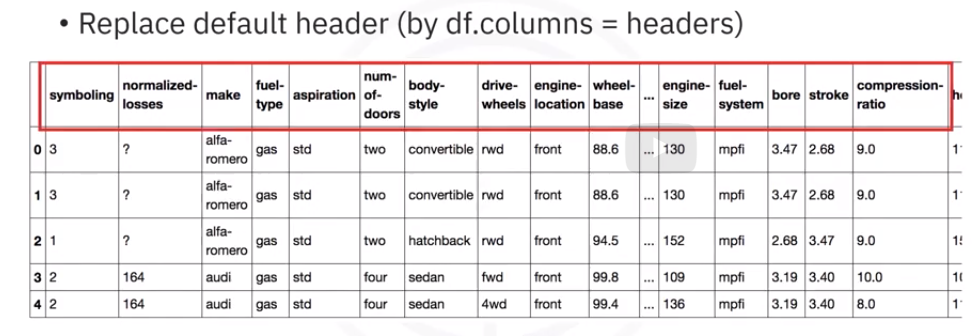 • Replace default header (by df.columns = headers)
symboling normalized-losses make fuel-type aspiration num-of-doors body-style drive-wheels engine-location wheel-base ... engine-size fuel-system bore stroke compression-ratio
0 3 ? alfa-romero gas std two convertible rwd front 88.6 ... 130 mpfi 3.47 2.68 9.0
1 3 ? alfa-romero gas std two convertible rwd front 88.6 ... 130 mpfi 3.47 2.68 9.0
2 1 ? alfa-romero gas std two hatchback rwd front 94.5 ... 152 mpfi 2.68 3.47 9.0
3 2 164 audi gas std four sedan fwd front 99.8 ... 109 mpfi 3.19 3.40 10.0
4 2 164 audi gas std four sedan 4wd front 99.4 ... 136 mpfi 3.19 3.40 8.0